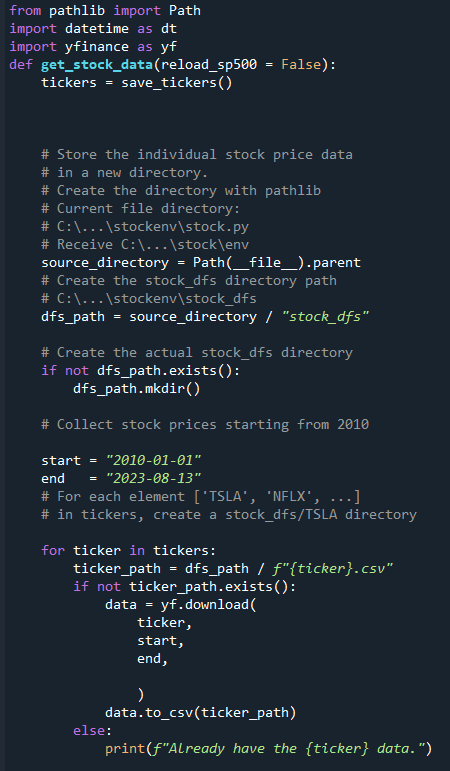 from pathlib import Path
import datetime as dt
import yfinance as yf
def get_stock_data(reload_sp500 = False):
    tickers = save_tickers()
    # Store the individual stock price data
    # in a new directory.
    # Create the directory with pathlib
    # Current file directory:
    # C:\...\stockenv\stock.py
    # Receive C:\...\stock\env
    source_directory = Path(__file__).parent
    # Create the stock_dfs directory path
    # C:\...\stockenv\stock_dfs
    dfs_path = source_directory / "stock_dfs"
    # Create the actual stock_dfs directory
    if not dfs_path.exists():
        dfs_path.mkdir()
    # Collect stock prices starting from 2010
    start = "2010-01-01"
    end   = "2023-08-13"
    # For each element ['TSLA', 'NFLX', ...]
    # in tickers, create a stock_dfs/TSLA directory
    for ticker in tickers:
        ticker_path = dfs_path / f"{ticker}.csv"
        if not ticker_path.exists():
            data = yf.download(
                ticker,
                start,
                end,
                )
            data.to_csv(ticker_path)
        else:
            print(f"Already have the {ticker} data.")